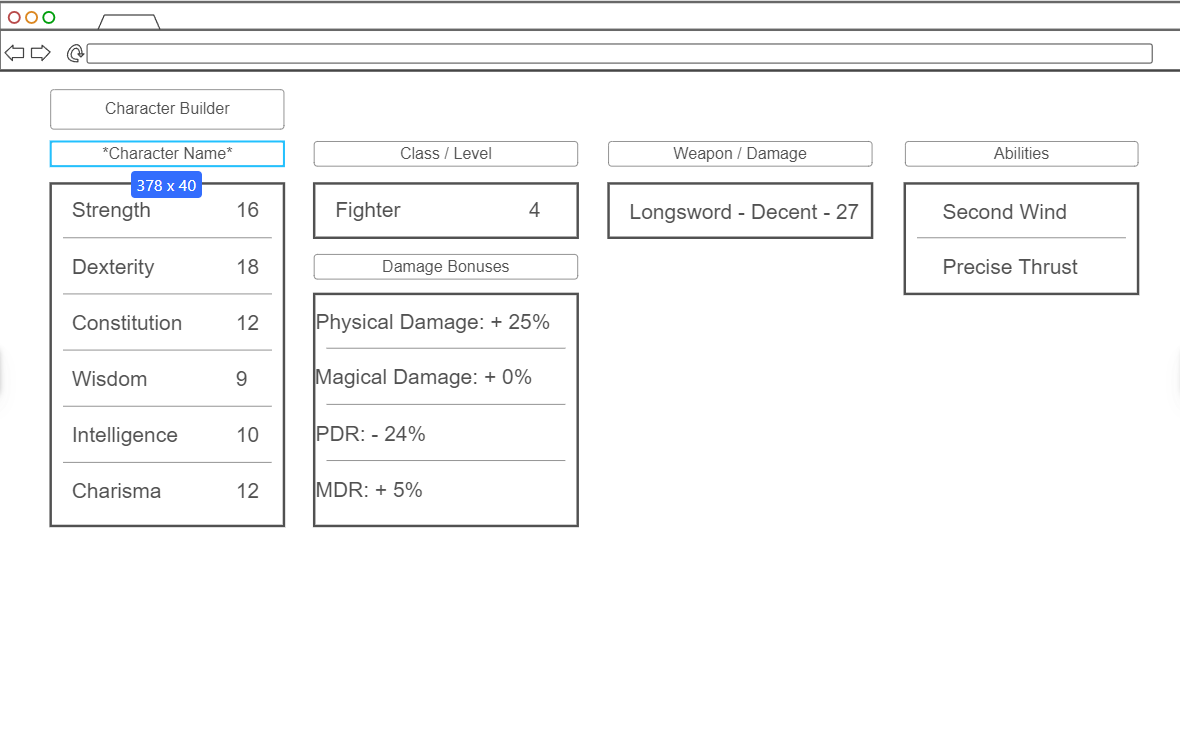 Character Builder
*Character Name*
378 x 40
Strength 16
Dexterity 18
Constitution 12
Wisdom 9
Intelligence 10
Charisma 12
Class / Level
Fighter 4
Damage Bonuses
Physical Damage: + 25%
Magical Damage: + 0%
PDR: - 24%
MDR: + 5%
Weapon / Damage
Longsword - Decent - 27
Abilities
Second Wind
Precise Thrust